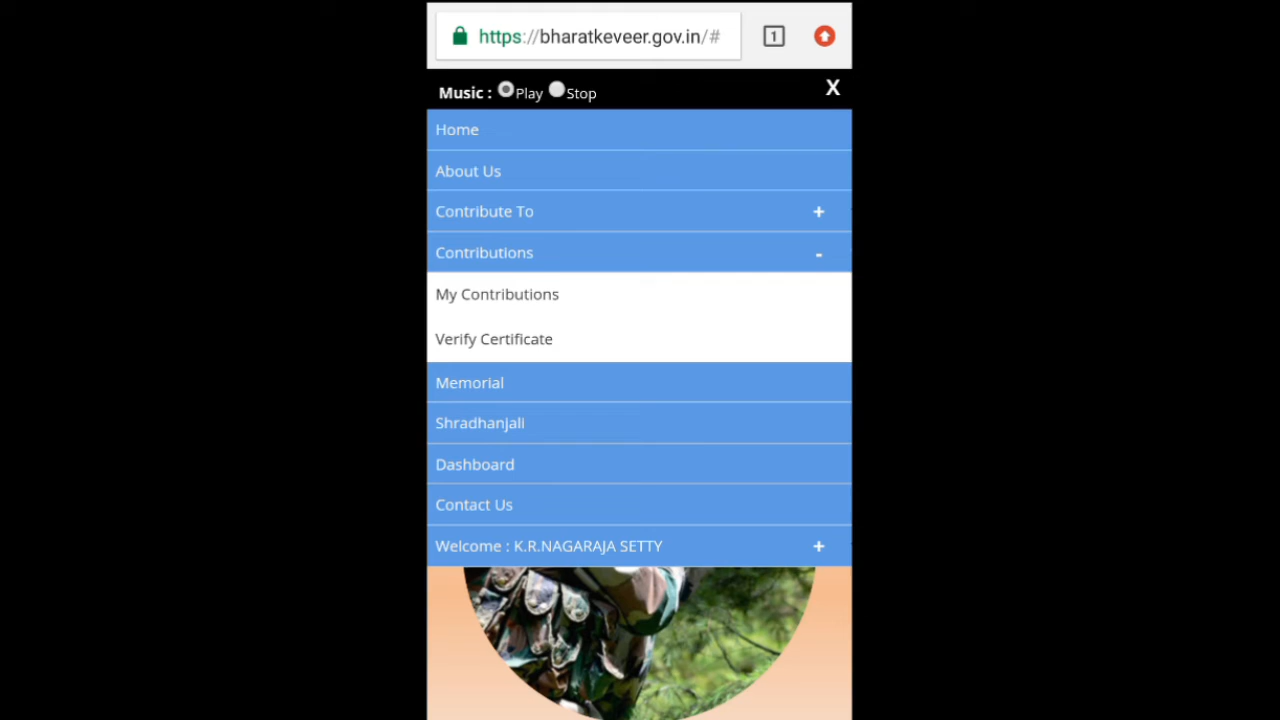 https://bharatkeveer.gov.in/#
1
Music : Play Stop
X
Home
About Us
Contribute To +
Contributions -
My Contributions
Verify Certificate
Memorial
Shradhanjali
Dashboard
Contact Us
Welcome : K.R.NAGARAJA SETTY +